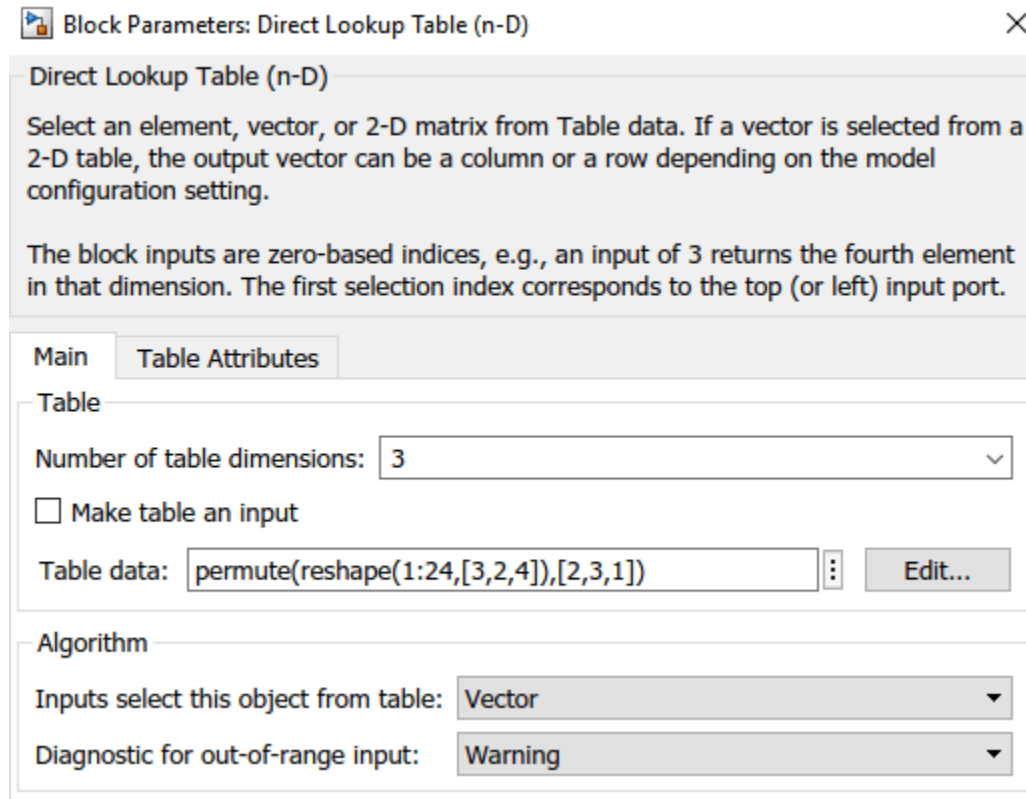 Block Parameters: Direct Lookup Table (n-D)
Direct Lookup Table (n-D)
Select an element, vector, or 2-D matrix from Table data. If a vector is selected from a
2-D table, the output vector can be a column or a row depending on the model
configuration setting.
The block inputs are zero-based indices, e.g., an input of 3 returns the fourth element
in that dimension. The first selection index corresponds to the top (or left) input port.
Main Table Attributes
Table
Number of table dimensions: 3
Make table an input
Table data: permute(reshape(1:24,[3,2,4]),[2,3,1]) Edit...
Algorithm
Inputs select this object from table: Vector
Diagnostic for out-of-range input: Warning